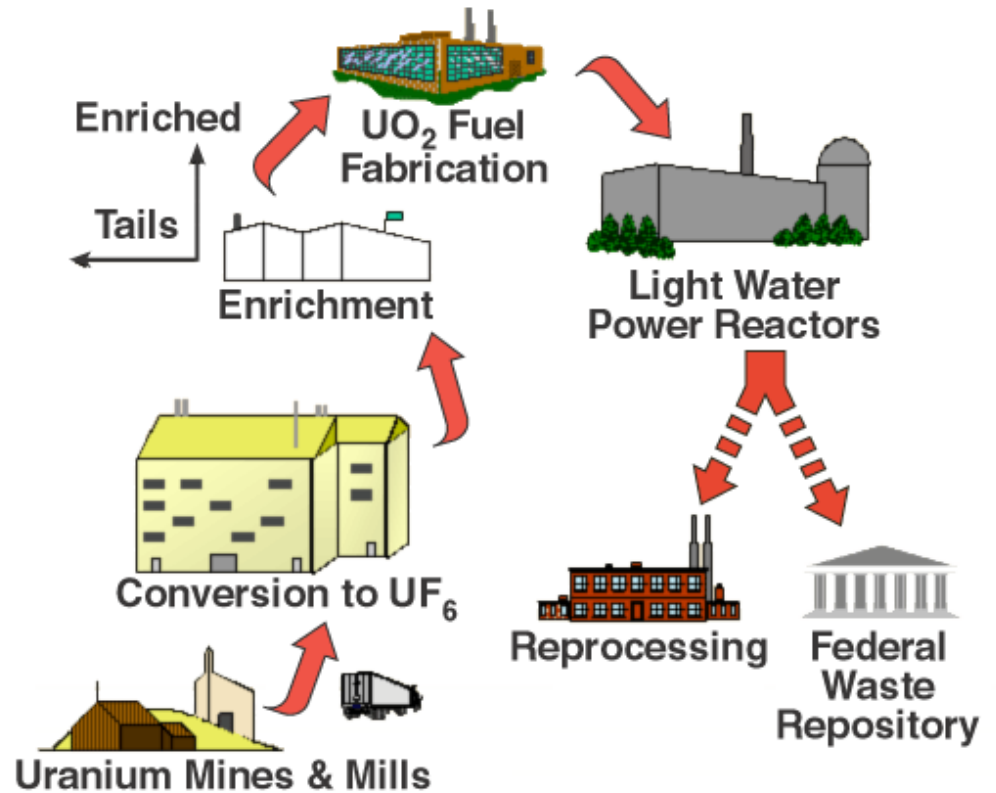 Enriched
Tails
UO₂ Fuel
Fabrication
Enrichment
Light Water
Power Reactors
Conversion to UF₆
Reprocessing
Federal
Waste
Repository
Uranium Mines & Mills